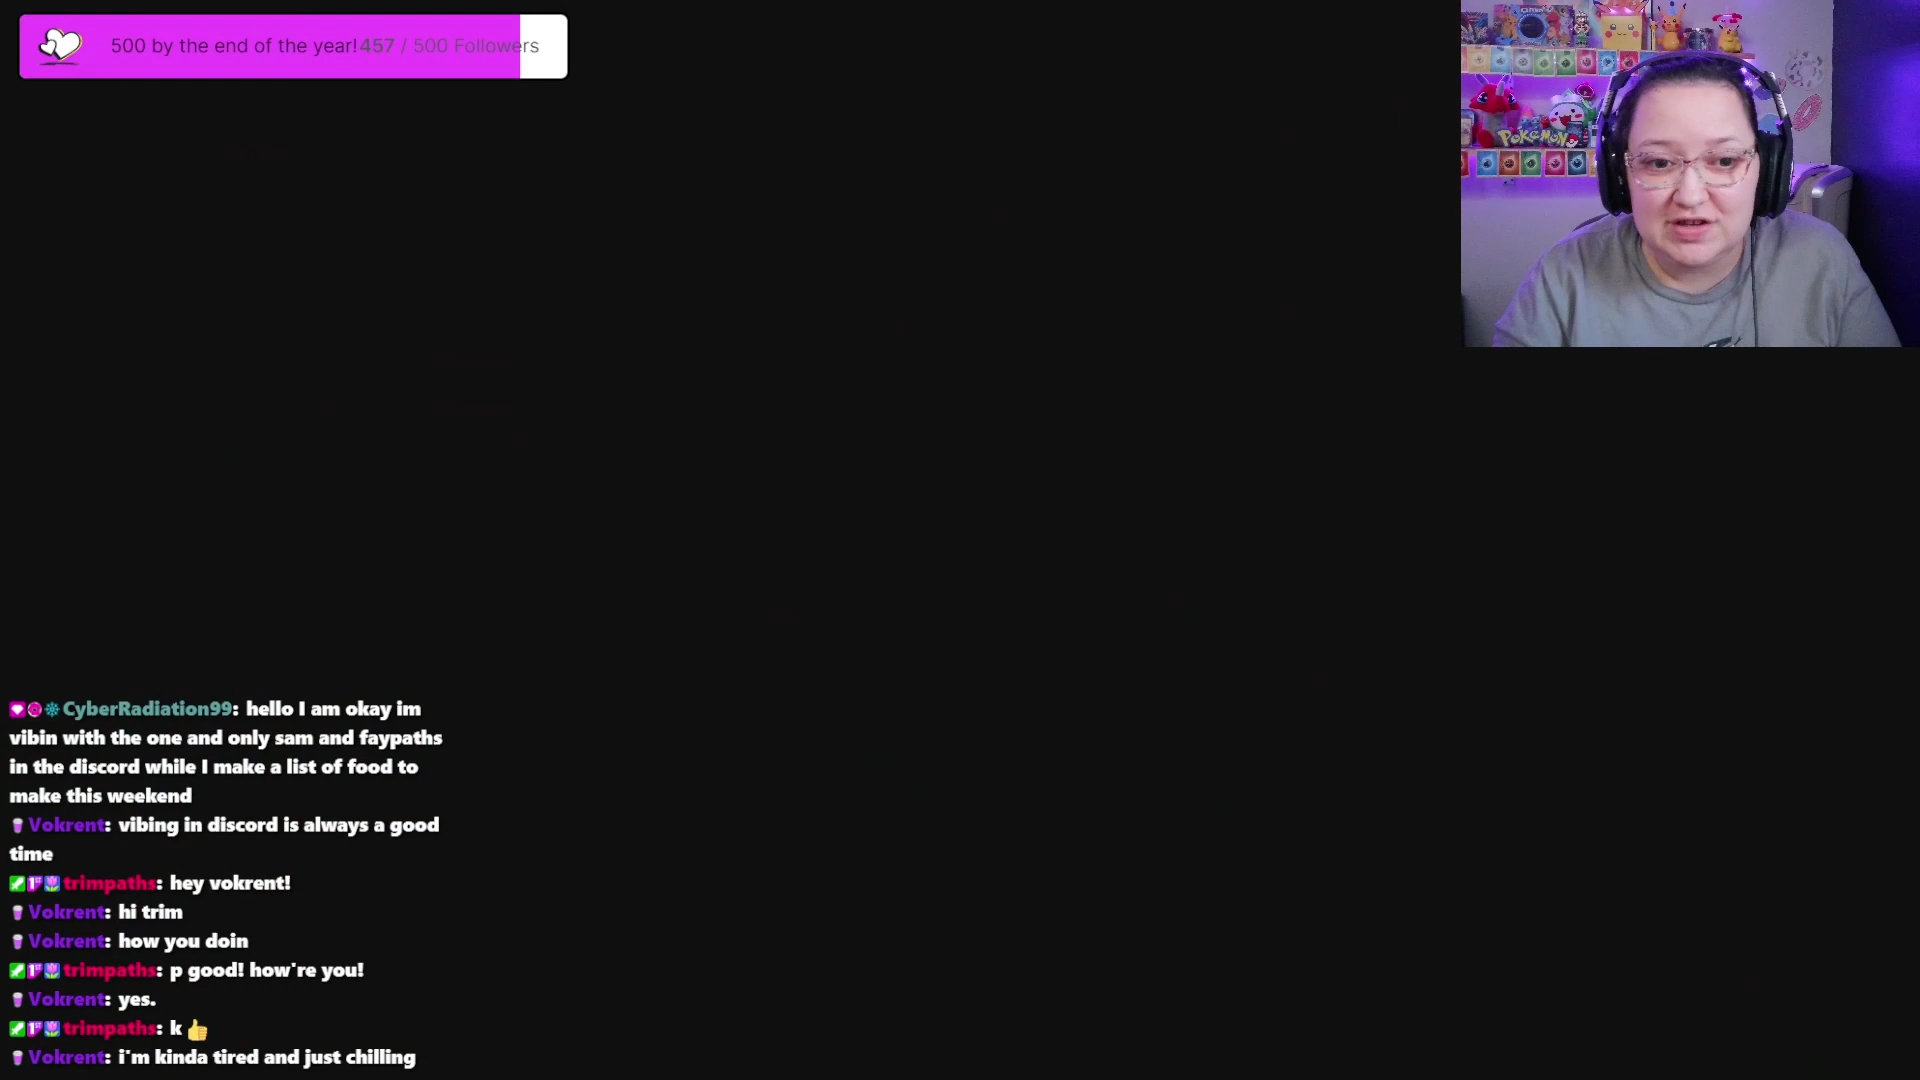 500 by the end of the year!457 / 500 Followers
POKéMON
CyberRadiation99: hello I am okay im
vibin with the one and only sam and faypaths
in the discord while I make a list of food to
make this weekend
Vokrent: vibing in discord is always a good
time
trimpaths: hey vokrent!
Vokrent: hi trim
Vokrent: how you doin
trimpaths: p good! how're you!
Vokrent: yes.
trimpaths: k 👍
Vokrent: i'm kinda tired and just chilling